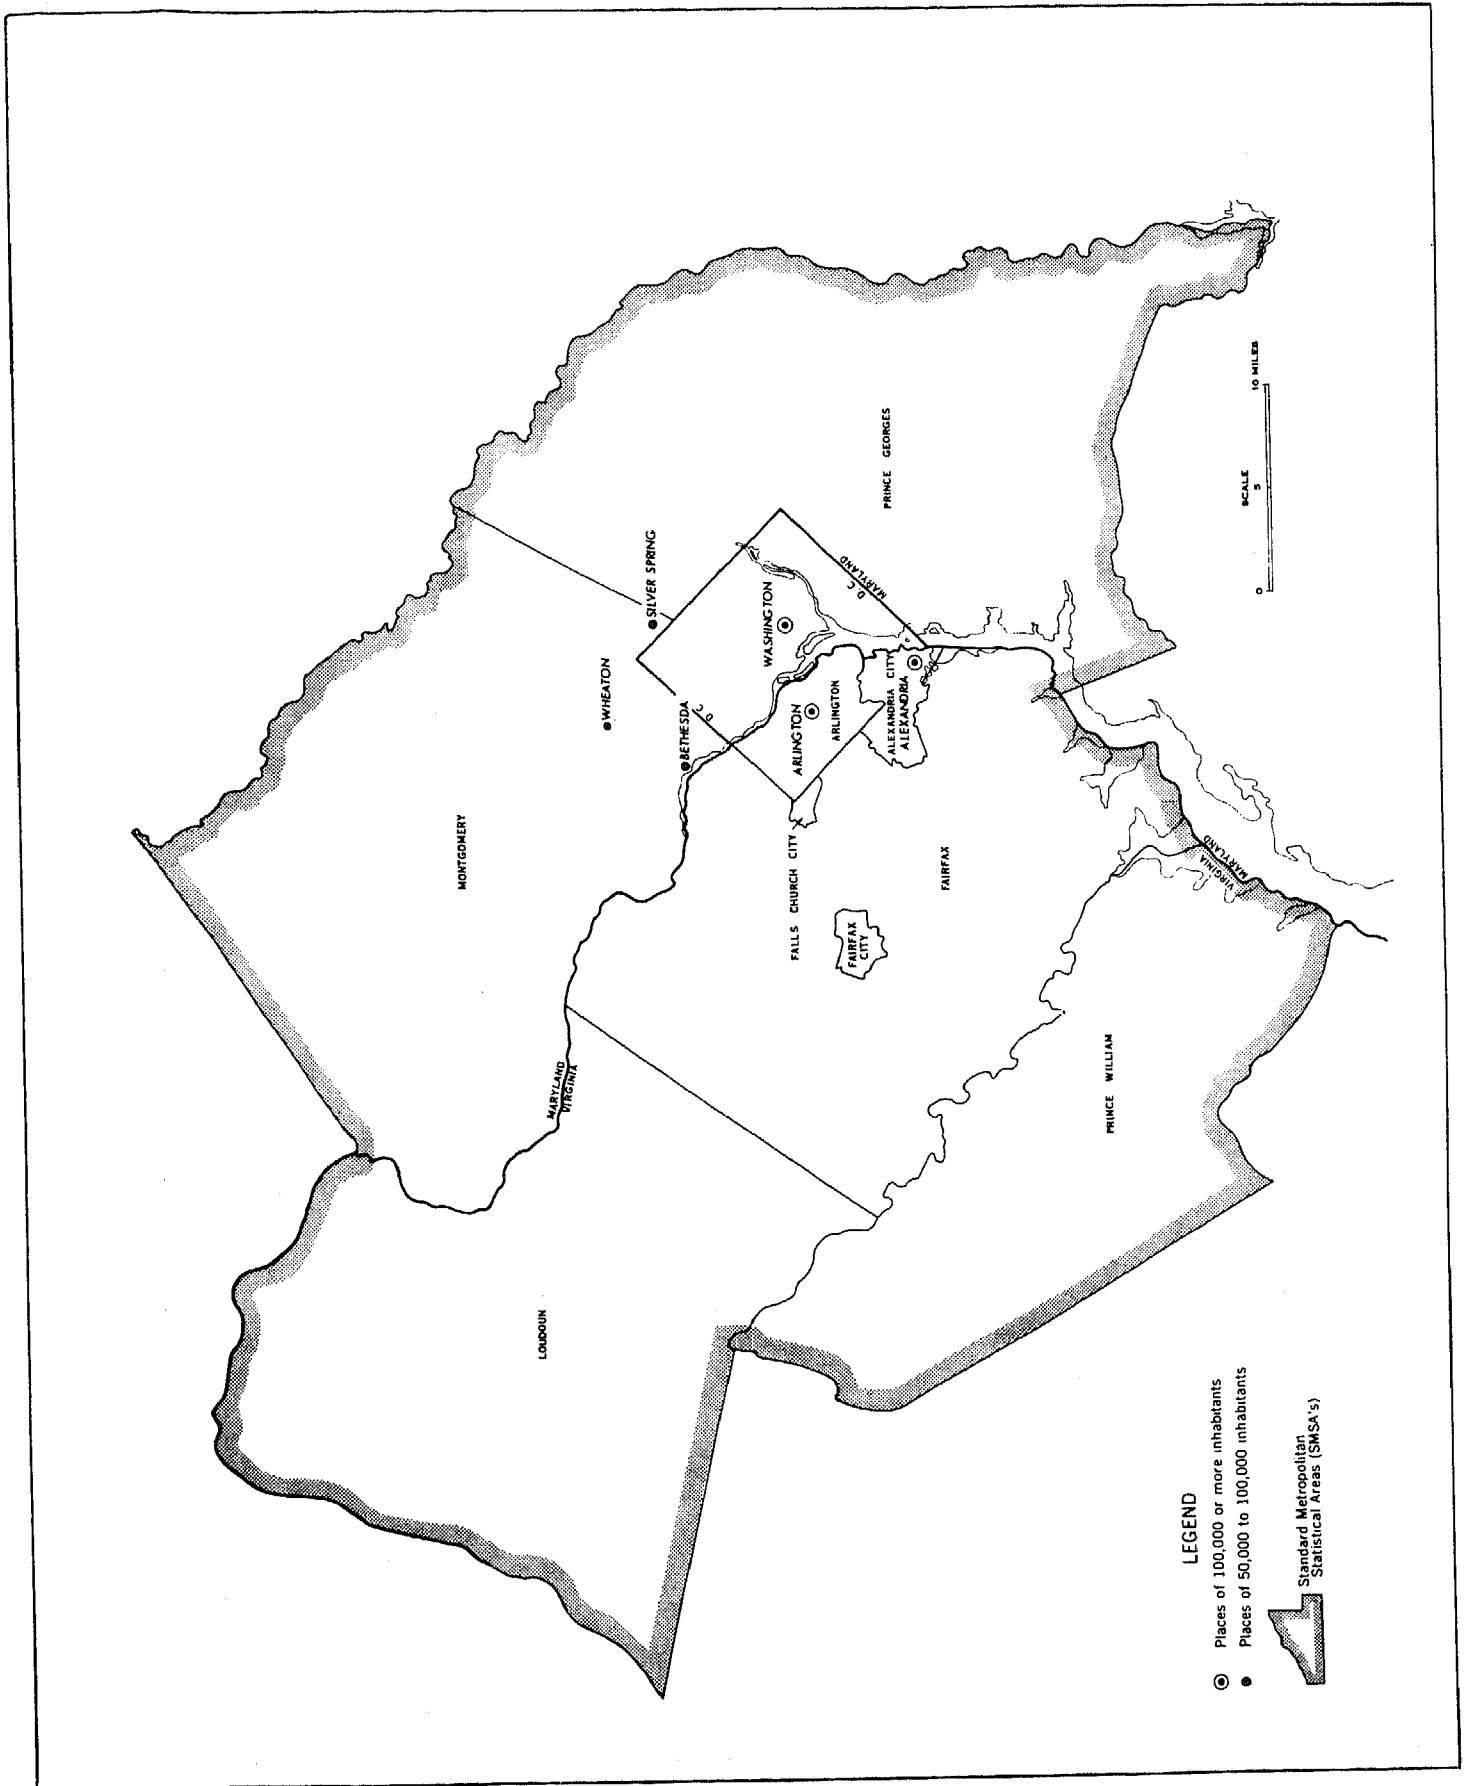 MONTGOMERY
WHEATON
SILVER SPRING
BETHESDA
D. C.
MARYLAND
VIRGINIA
LOUDOUN
WASHINGTON
D. C.
MARYLAND
PRINCE GEORGES
ARLINGTON
ARLINGTON
ALEXANDRIA CITY
ALEXANDRIA
FALLS CHURCH CITY
FAIRFAX
CITY
FAIRFAX
PRINCE WILLIAM
VIRGINIA
MARYLAND
SCALE
0 5 10 MILES
LEGEND
Places of 100,000 or more inhabitants
Places of 50,000 to 100,000 inhabitants
Standard Metropolitan
Statistical Areas (SMSA's)